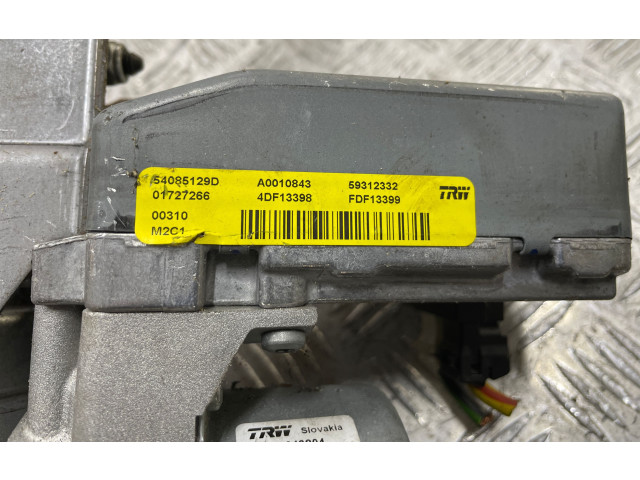 54085129D A0010843 59312332 TRW
01727266 4DF13398 FDF13399
00310
M2C1
TRW Slovakia